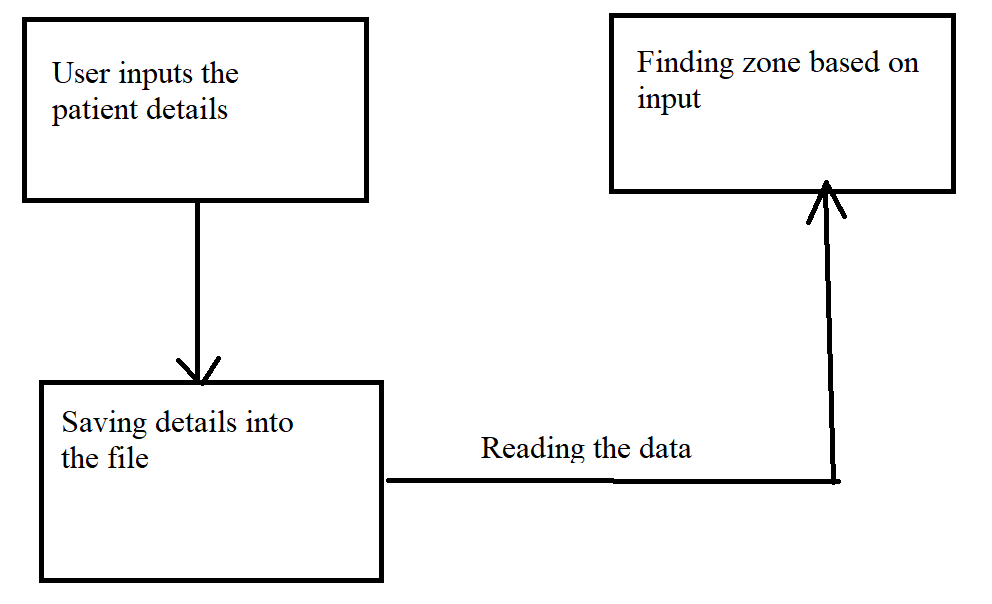 User inputs the
patient details
Finding zone based on
input
Saving details into
the file
Reading the data